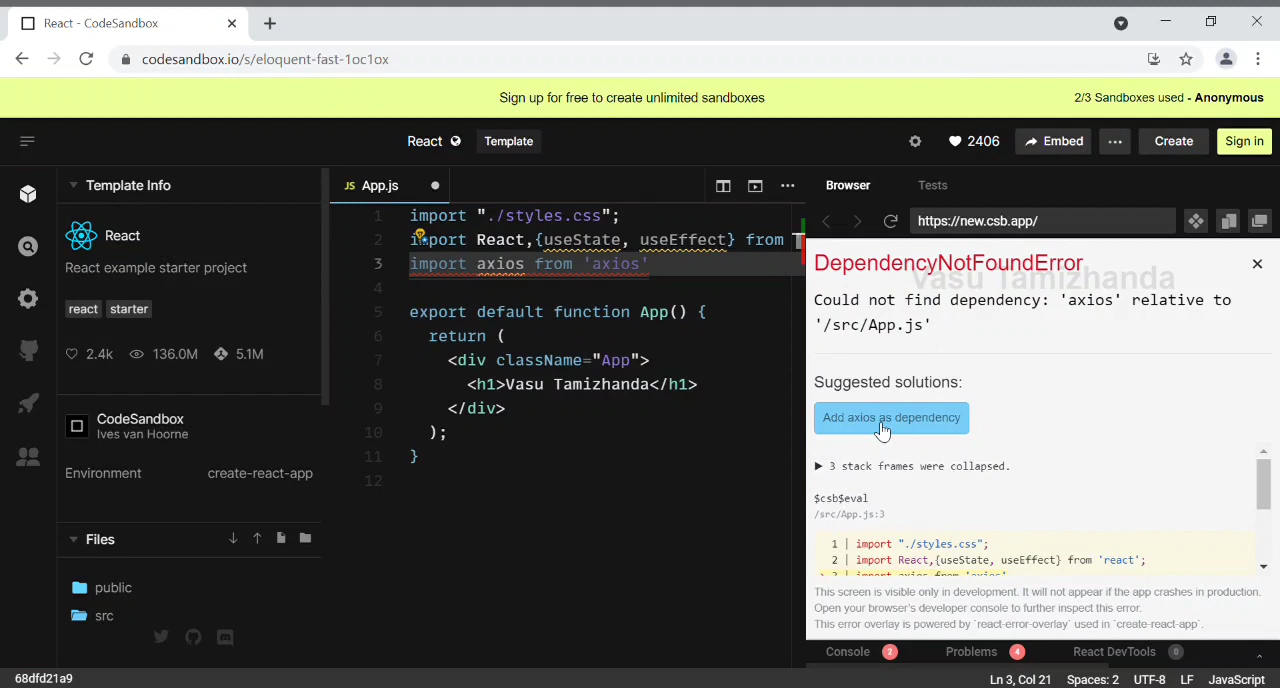 React - CodeSandbox
codesandbox.io/s/eloquent-fast-1oc1ox
Sign up for free to create unlimited sandboxes
2/3 Sandboxes used - Anonymous
React
Template
2406
Embed
Create
Sign in
Template Info
React
React example starter project
react
starter
2.4k
136.0M
5.1M
CodeSandbox
Ives van Hoorne
Environment
create-react-app
Files
public
src
JS App.js
1 import "./styles.css";
2 import React,{useState, useEffect} from
3 import axios from 'axios'
4
5 export default function App() {
6 return (
7 <div className="App">
8 <h1>Vasu Tamizhanda</h1>
9 </div>
10 );
11 }
12
Browser
Tests
https://new.csb.app/
DependencyNotFoundError
Vasu Tamizhanda
Could not find dependency: 'axios' relative to
'/src/App.js'
Suggested solutions:
Add axios as dependency
▶ 3 stack frames were collapsed.
$csb$eval
/src/App.js:3
1 | import "./styles.css";
2 | import React,{useState, useEffect} from 'react';
> 3 | import axios from 'axios'
This screen is visible only in development. It will not appear if the app crashes in production.
Open your browser's developer console to further inspect this error.
This error overlay is powered by `react-error-overlay` used in `create-react-app`.
Console 2
Problems 4
React DevTools 0
68dfd21a9
Ln 3, Col 21
Spaces: 2
UTF-8
LF
JavaScript